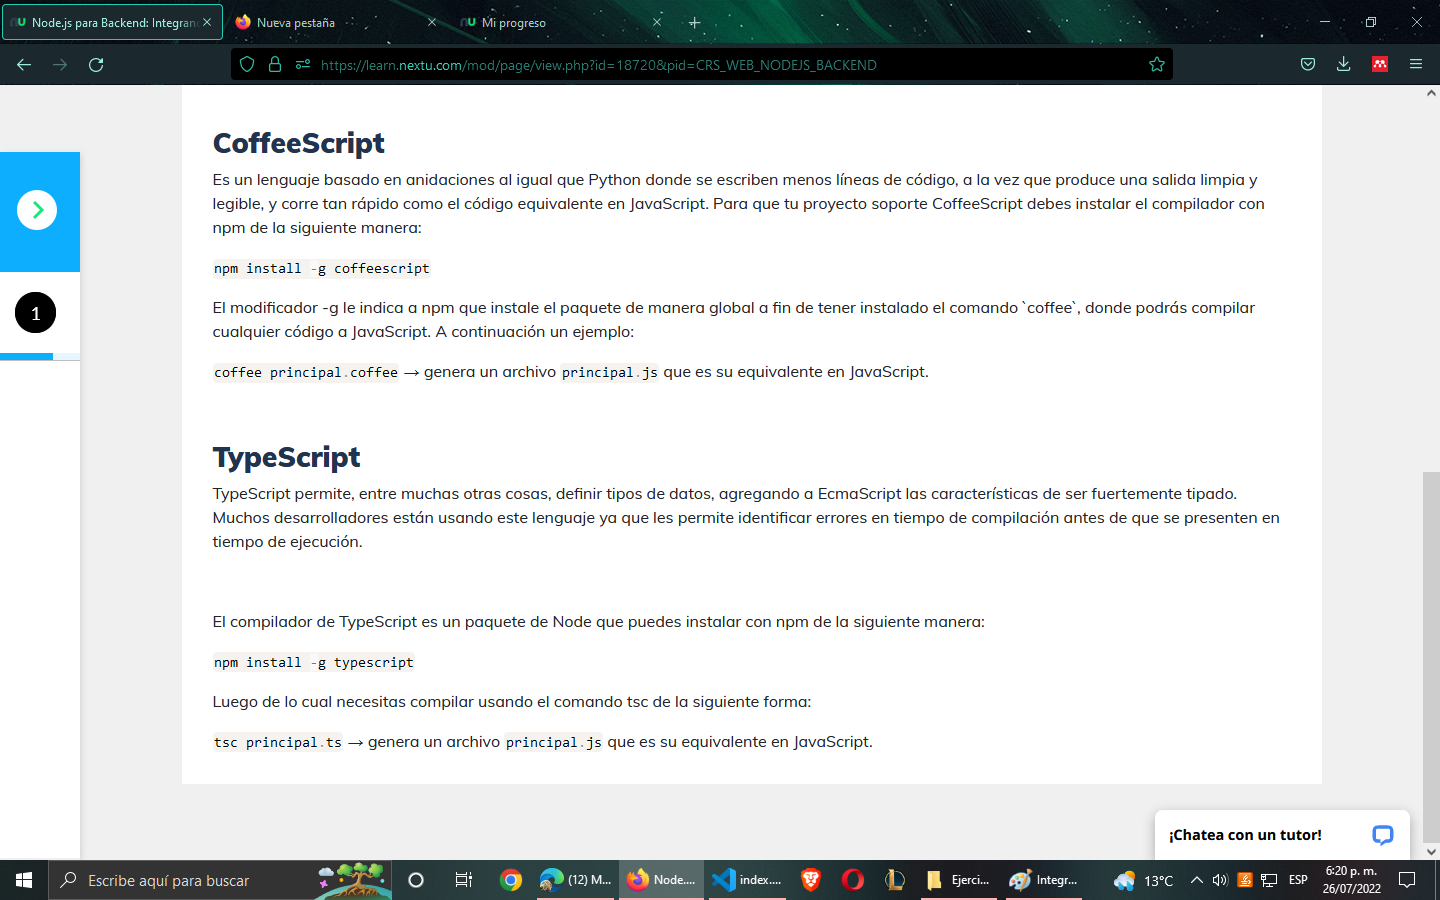 Node.js para Backend: Integran
Nueva pestaña
Mi progreso
https://learn.nextu.com/mod/page/view.php?id=18720&pid=CRS_WEB_NODEJS_BACKEND
CoffeeScript
Es un lenguaje basado en anidaciones al igual que Python donde se escriben menos líneas de código, a la vez que produce una salida limpia y
legible, y corre tan rápido como el código equivalente en JavaScript. Para que tu proyecto soporte CoffeeScript debes instalar el compilador con
npm de la siguiente manera:
npm install -g coffeescript
1
El modificador -g le indica a npm que instale el paquete de manera global a fin de tener instalado el comando `coffee`, donde podrás compilar
cualquier código a JavaScript. A continuación un ejemplo:
coffee principal.coffee → genera un archivo principal.js que es su equivalente en JavaScript.
TypeScript
TypeScript permite, entre muchas otras cosas, definir tipos de datos, agregando a EcmaScript las características de ser fuertemente tipado.
Muchos desarrolladores están usando este lenguaje ya que les permite identificar errores en tiempo de compilación antes de que se presenten en
tiempo de ejecución.
El compilador de TypeScript es un paquete de Node que puedes instalar con npm de la siguiente manera:
npm install -g typescript
Luego de lo cual necesitas compilar usando el comando tsc de la siguiente forma:
tsc principal.ts → genera un archivo principal.js que es su equivalente en JavaScript.
¡Chatea con un tutor!
Escribe aquí para buscar
(12) M...
Node....
index....
Ejerci...
Integr...
13°C
ESP
6:20 p. m.
26/07/2022